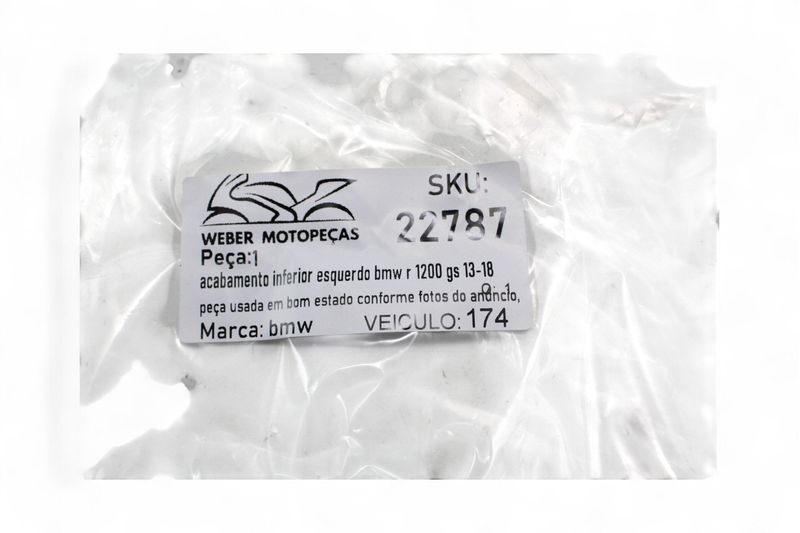 WEBER MOTOPEÇAS
SKU:
22787
Peça:1
acabamento inferior esquerdo bmw r 1200 gs 13-18
Q: 1
peça usada em bom estado conforme fotos do anúncio,
Marca: bmw
VEICULO: 174